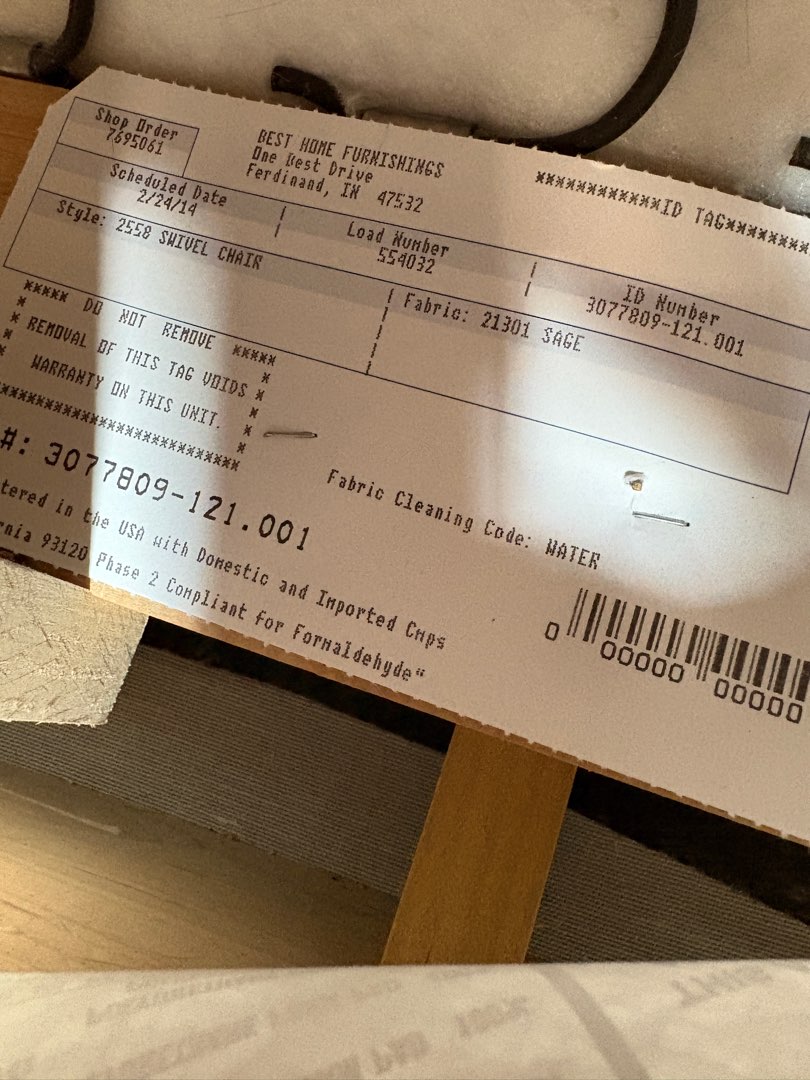 Shop Order
7695061
BEST HOME FURNISHINGS
One Best Drive
Ferdinand, IN 47532
************ID TAG********
Scheduled Date
2/24/14
Load Number
554032
ID Number
3077809-121.001
Style: 2558 SWIVEL CHAIR
Fabric: 21301 SAGE
***** DO NOT REMOVE *****
* REMOVAL OF THIS TAG VOIDS *
* WARRANTY ON THIS UNIT. *
***************************
#: 3077809-121.001
Fabric Cleaning Code: WATER
tered in the USA with Domestic and Imported Cmps
rnia 93120 Phase 2 Compliant for Formaldehyde"
0 00000 00000